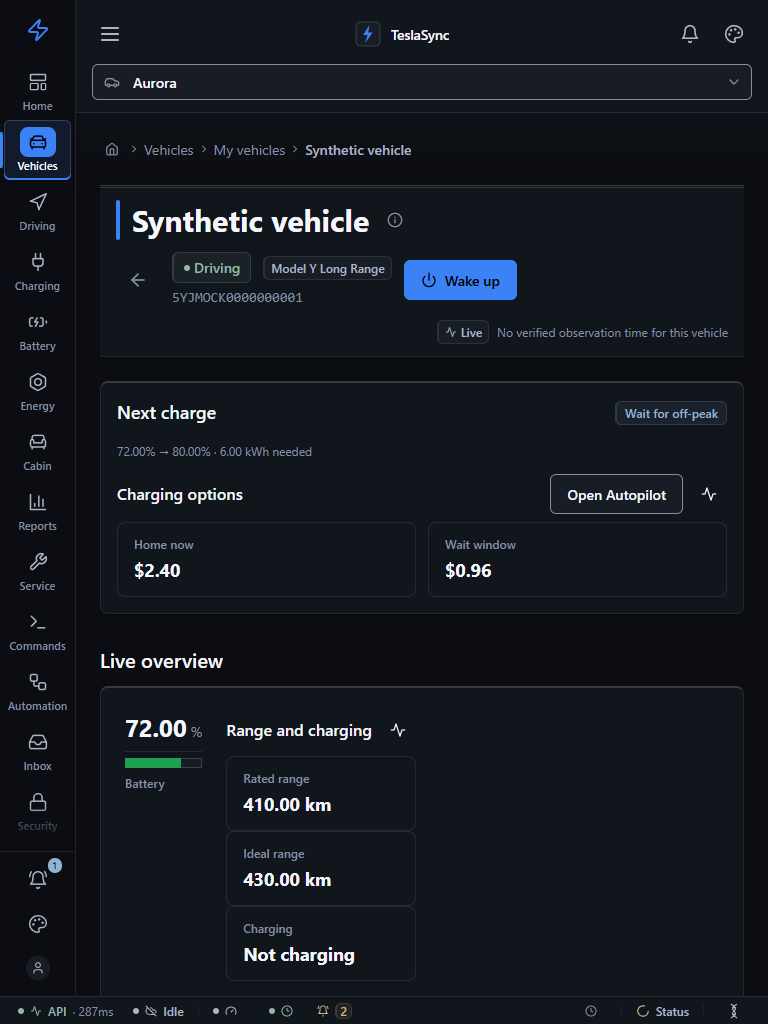 TeslaSync
Aurora
Home
Vehicles
Driving
Charging
Battery
Energy
Cabin
Reports
Service
Commands
Automation
Inbox
Security
1
Vehicles > My vehicles > Synthetic vehicle
Synthetic vehicle
Driving
Model Y Long Range
5YJMOCK0000000001
Wake up
Live
No verified observation time for this vehicle
Next charge
Wait for off-peak
72.00% → 80.00% · 6.00 kWh needed
Charging options
Open Autopilot
Home now
$2.40
Wait window
$0.96
Live overview
72.00 %
Battery
Range and charging
Rated range
410.00 km
Ideal range
430.00 km
Charging
Not charging
API · 287ms
Idle
2
Status